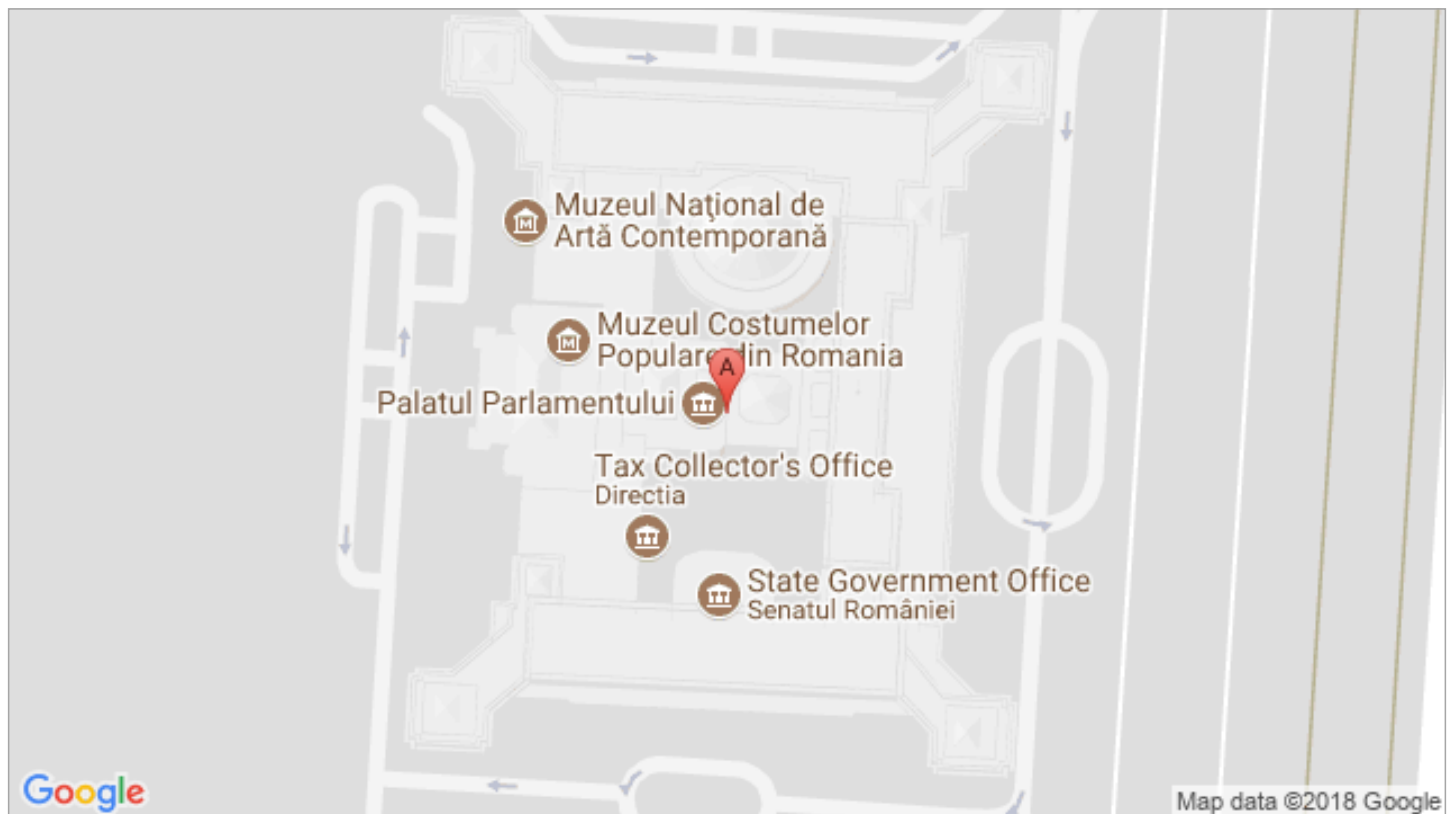 Muzeul Naţional de
Artă Contemporană
Muzeul Costumelor
Populare din Romania
A
Palatul Parlamentului
Tax Collector's Office
Directia
State Government Office
Senatul României
Google
Map data ©2018 Google